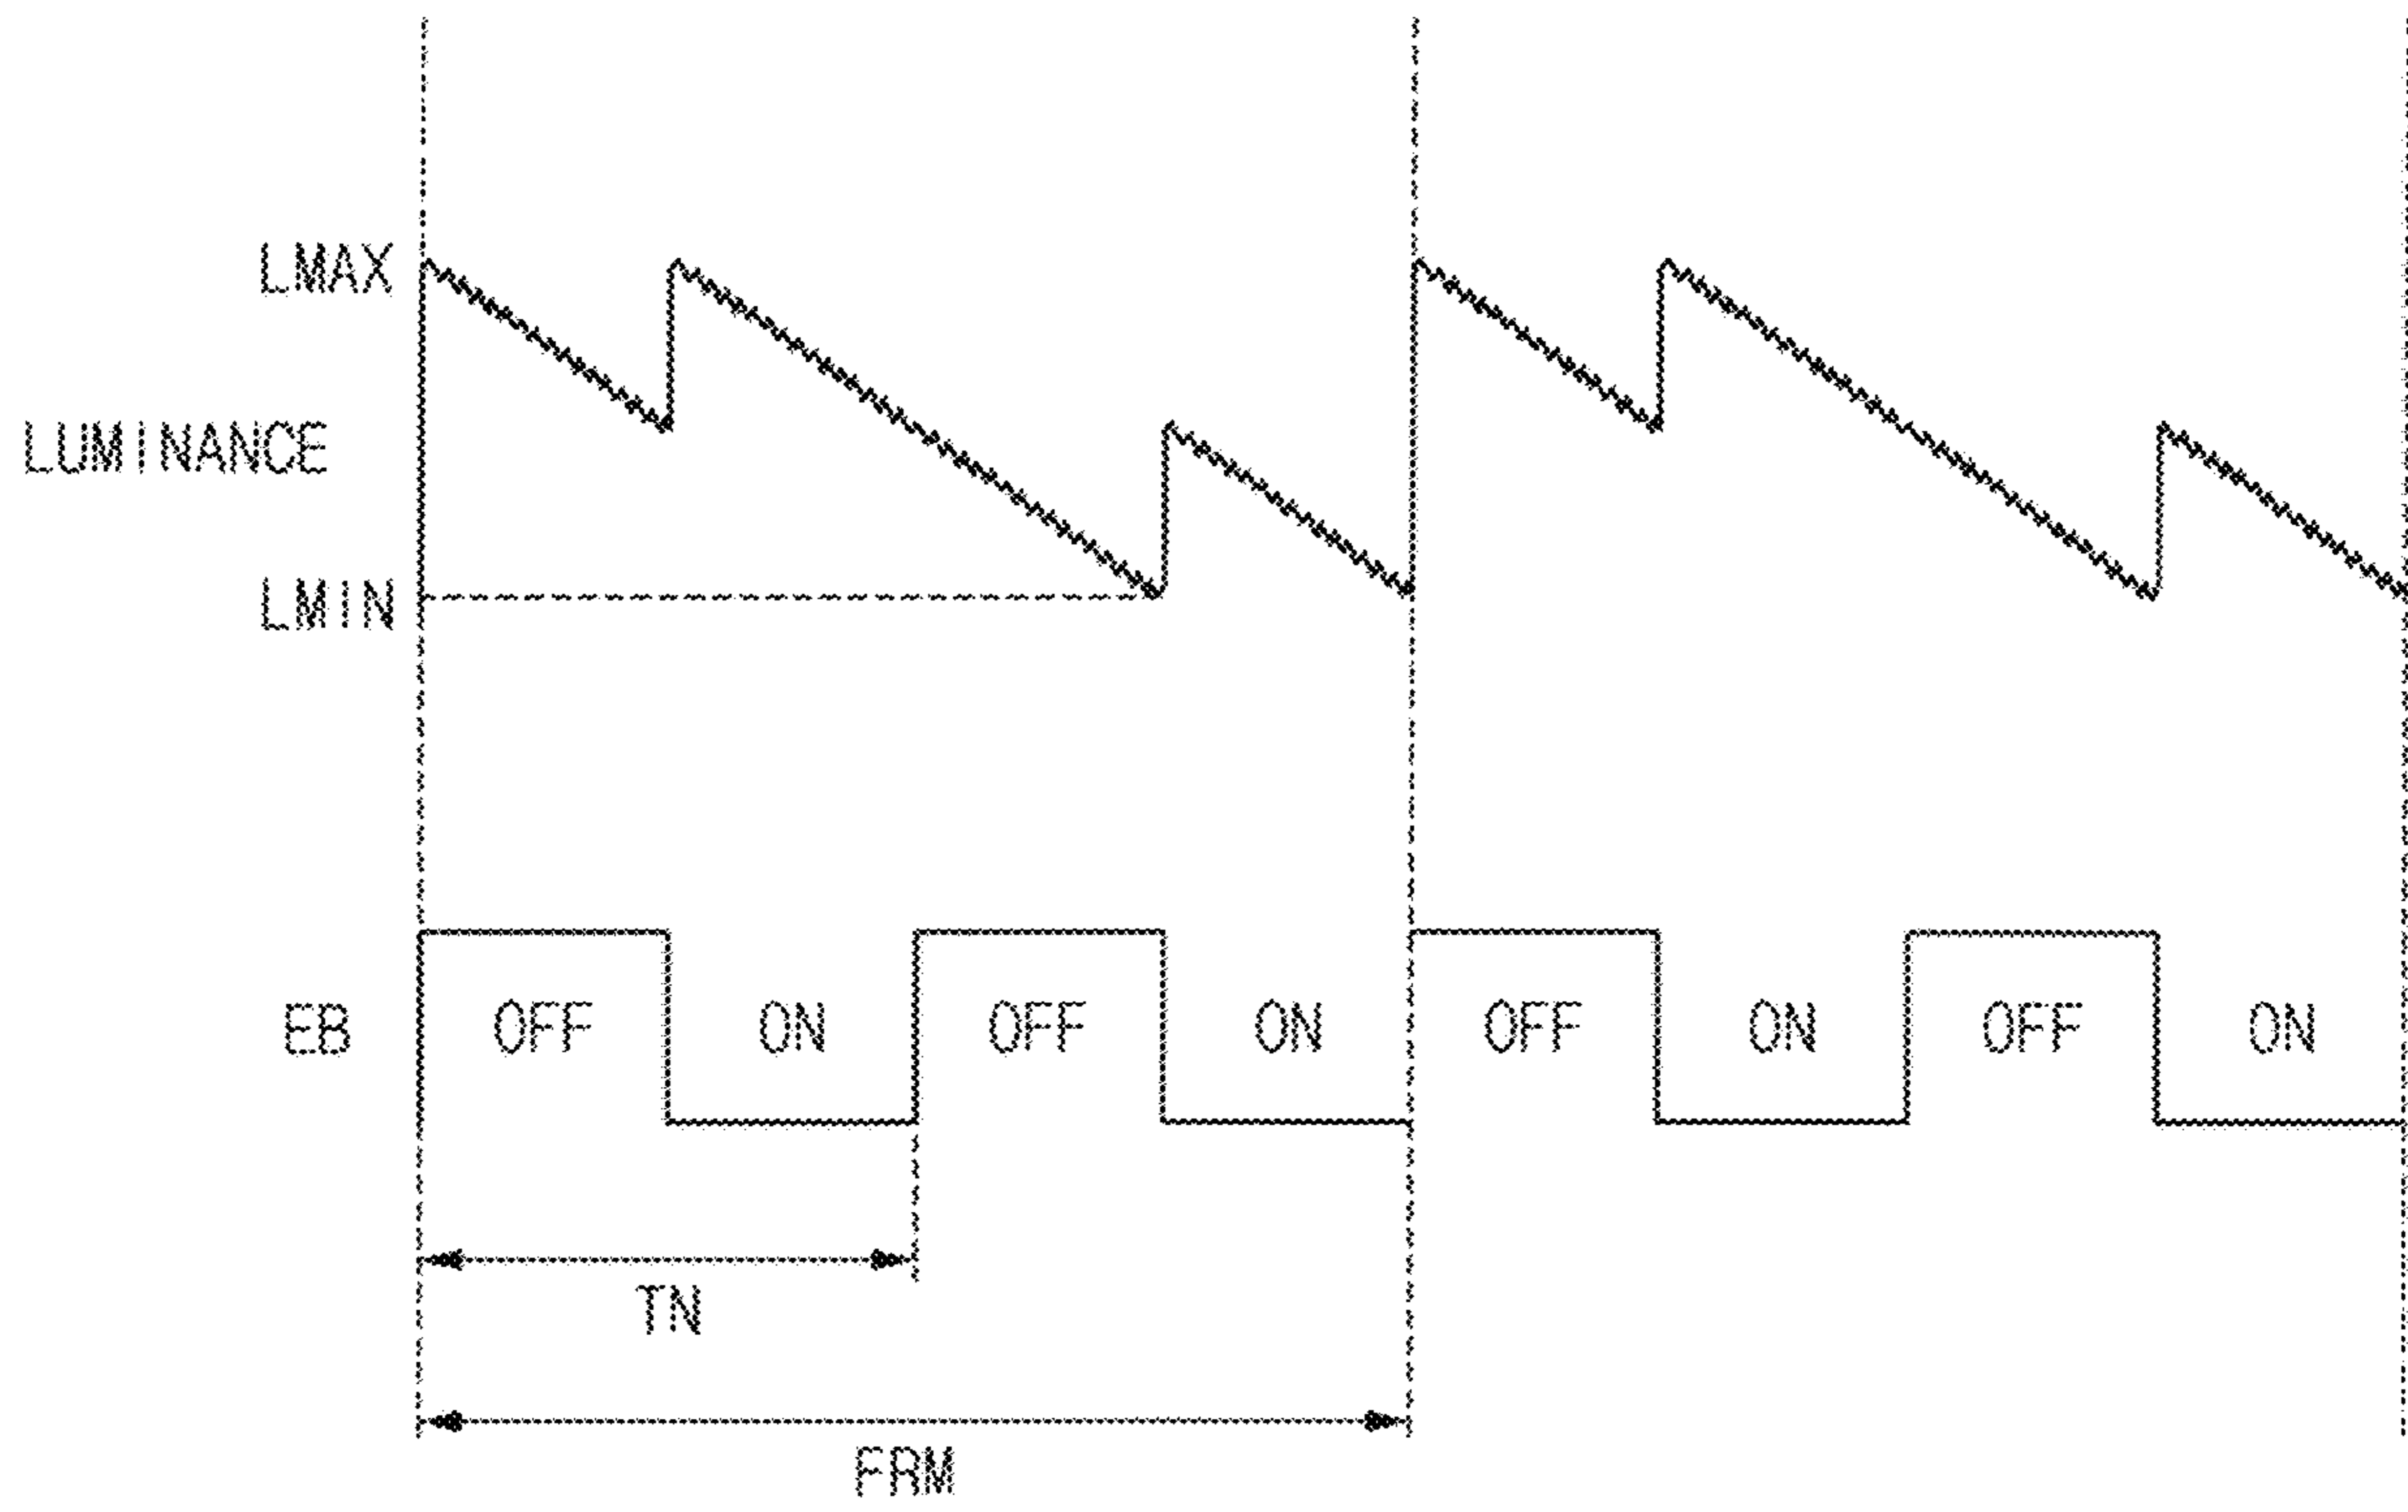 LMAX
LUMINANCE
LMIN
EB OFF ON OFF ON OFF ON OFF ON
TN
FRM